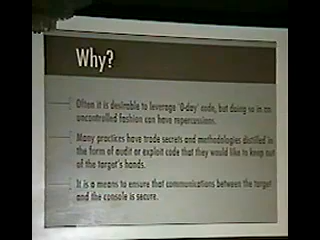 Why?
Often it is desirable to leverage '0-day' code, but doing so in an
uncontrolled fashion can have repercussions.
Many practices have trade secrets and methodologies distilled in
the form of audit or exploit code that they would like to keep out
of the target's hands.
It is a means to ensure that communications between the target
and the console is secure.